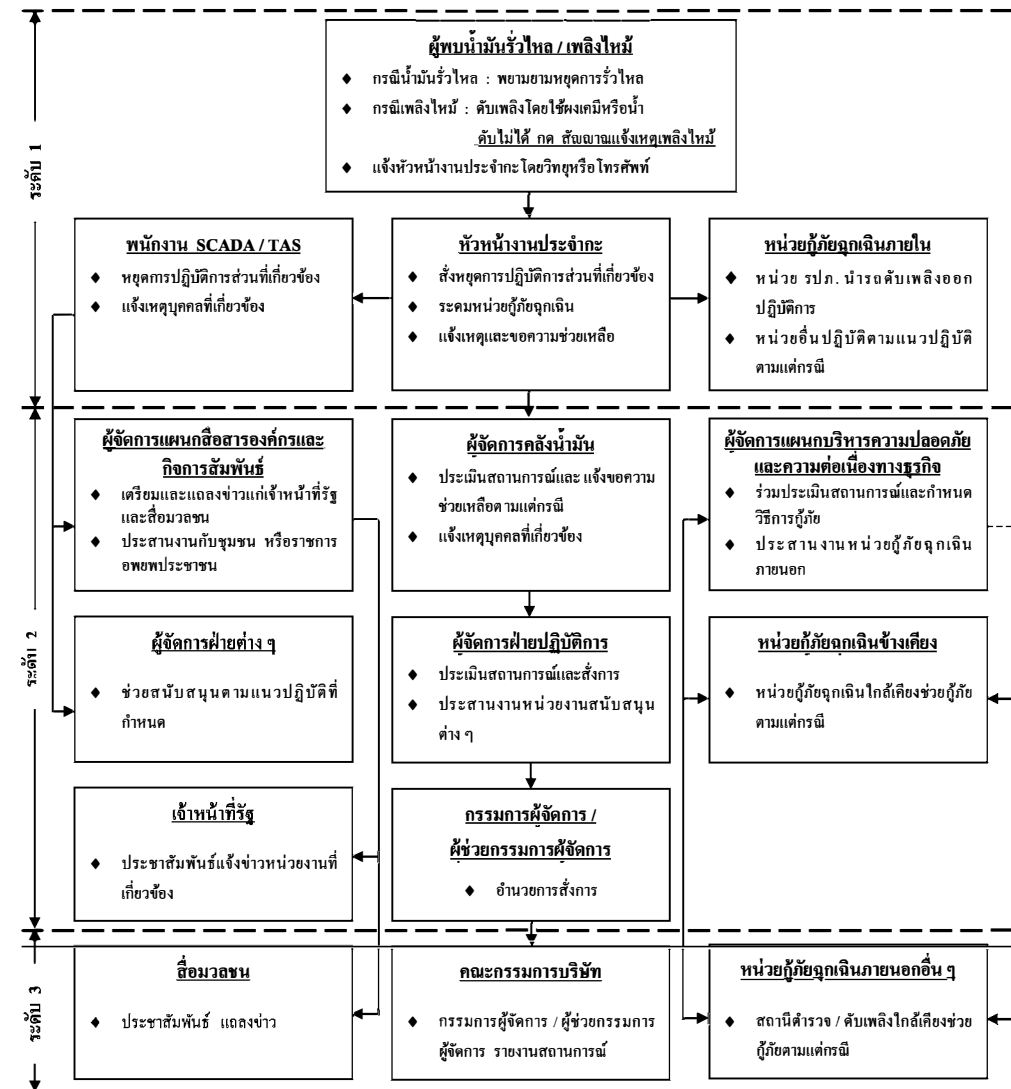 ระดับ 1
ผู้พบน้ำมันรั่วไหล / เพลิงไหม้
♦ กรณีน้ำมันรั่วไหล : พยามยามหยุดการรั่วไหล
♦ กรณีเพลิงไหม้ : ดับเพลิงโดยใช้ผงเคมีหรือน้ำ
ดับไม่ได้ กด สัญญาณแจ้งเหตุเพลิงไหม้
♦ แจ้งหัวหน้างานประจำกะโดยวิทยุหรือโทรศัพท์
พนักงาน SCADA / TAS
♦ หยุดการปฏิบัติการส่วนที่เกี่ยวข้อง
♦ แจ้งเหตุบุคคลที่เกี่ยวข้อง
หัวหน้างานประจำกะ
♦ สั่งหยุดการปฏิบัติการส่วนที่เกี่ยวข้อง
♦ ระดมหน่วยกู้ภัยฉุกเฉิน
♦ แจ้งเหตุและขอความช่วยเหลือ
หน่วยกู้ภัยฉุกเฉินภายใน
♦ หน่วย รปภ. นำรถดับเพลิงออก
ปฏิบัติการ
♦ หน่วยอื่นปฏิบัติตามแนวปฏิบัติ
ตามแต่กรณี
ระดับ 2
ผู้จัดการแผนกสื่อสารองค์กรและ
กิจการสัมพันธ์
♦ เตรียมและแถลงข่าวแก่เจ้าหน้าที่รัฐ
และสื่อมวลชน
♦ ประสานงานกับชุมชน หรือราชการ
อพยพประชาชน
ผู้จัดการคลังน้ำมัน
♦ ประเมินสถานการณ์และ แจ้งขอความ
ช่วยเหลือตามแต่กรณี
♦ แจ้งเหตุบุคคลที่เกี่ยวข้อง
ผู้จัดการแผนกบริหารความปลอดภัย
และความต่อเนื่องทางธุรกิจ
♦ ร่วมประเมินสถานการณ์และกำหนด
วิธีการกู้ภัย
♦ ประสานงานหน่วยกู้ภัยฉุกเฉิน
ภายนอก
ผู้จัดการฝ่ายต่าง ๆ
♦ ช่วยสนับสนุนตามแนวปฏิบัติที่
กำหนด
ผู้จัดการฝ่ายปฏิบัติการ
♦ ประเมินสถานการณ์และสั่งการ
♦ ประสานงานหน่วยงานสนับสนุน
ต่าง ๆ
หน่วยกู้ภัยฉุกเฉินข้างเคียง
♦ หน่วยกู้ภัยฉุกเฉินใกล้เคียงช่วยกู้ภัย
ตามแต่กรณี
เจ้าหน้าที่รัฐ
♦ ประชาสัมพันธ์แจ้งข่าวหน่วยงานที่
เกี่ยวข้อง
กรรมการผู้จัดการ /
ผู้ช่วยกรรมการผู้จัดการ
♦ อำนวยการสั่งการ
ระดับ 3
สื่อมวลชน
♦ ประชาสัมพันธ์ แถลงข่าว
คณะกรรมการบริษัท
♦ กรรมการผู้จัดการ / ผู้ช่วยกรรมการ
ผู้จัดการ รายงานสถานการณ์
หน่วยกู้ภัยฉุกเฉินภายนอกอื่น ๆ
♦ สถานีตำรวจ / ดับเพลิงใกล้เคียงช่วย
กู้ภัยตามแต่กรณี